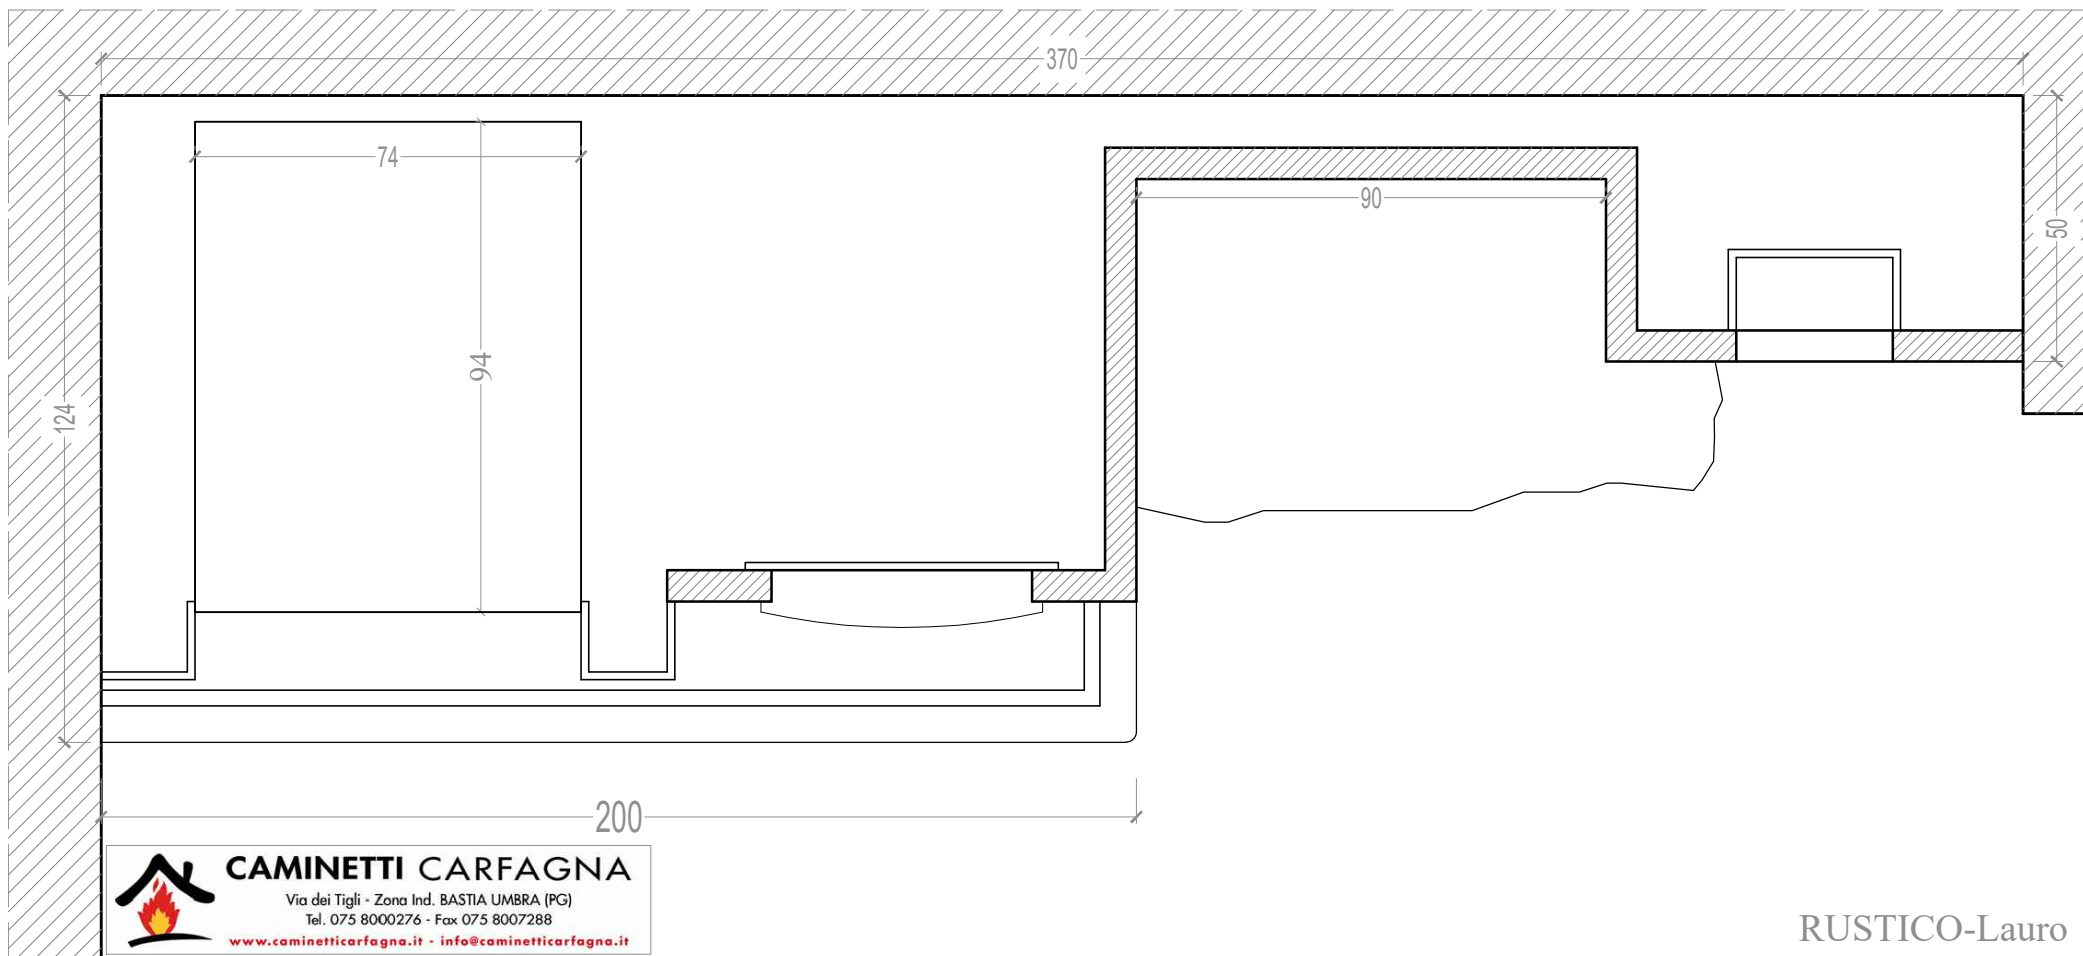 370
74
90
50
94
124
200
CAMINETTI CARFAGNA
Via dei Tigli - Zona Ind. BASTIA UMBRA (PG)
Tel. 075 8000276 - Fax 075 8007288
www.caminetticarfagna.it - info@caminetticarfagna.it
RUSTICO-Lauro